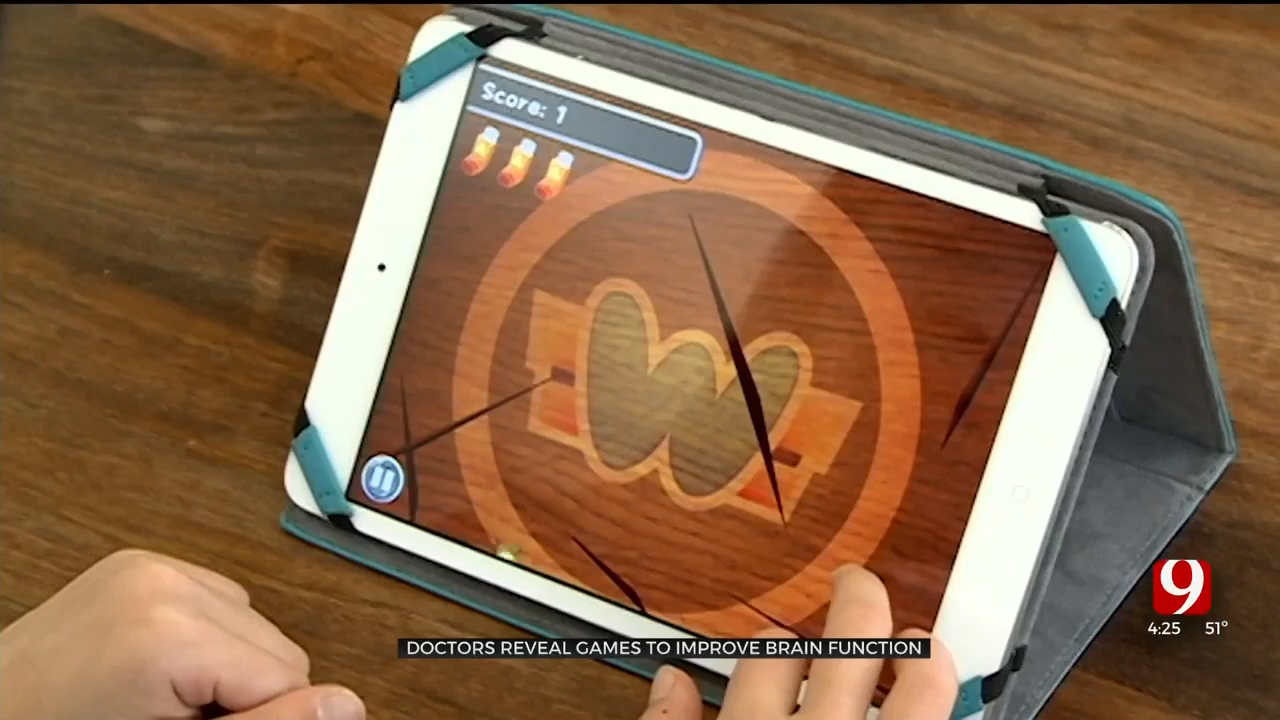 Score: 1
W
9
4:25 51°
DOCTORS REVEAL GAMES TO IMPROVE BRAIN FUNCTION